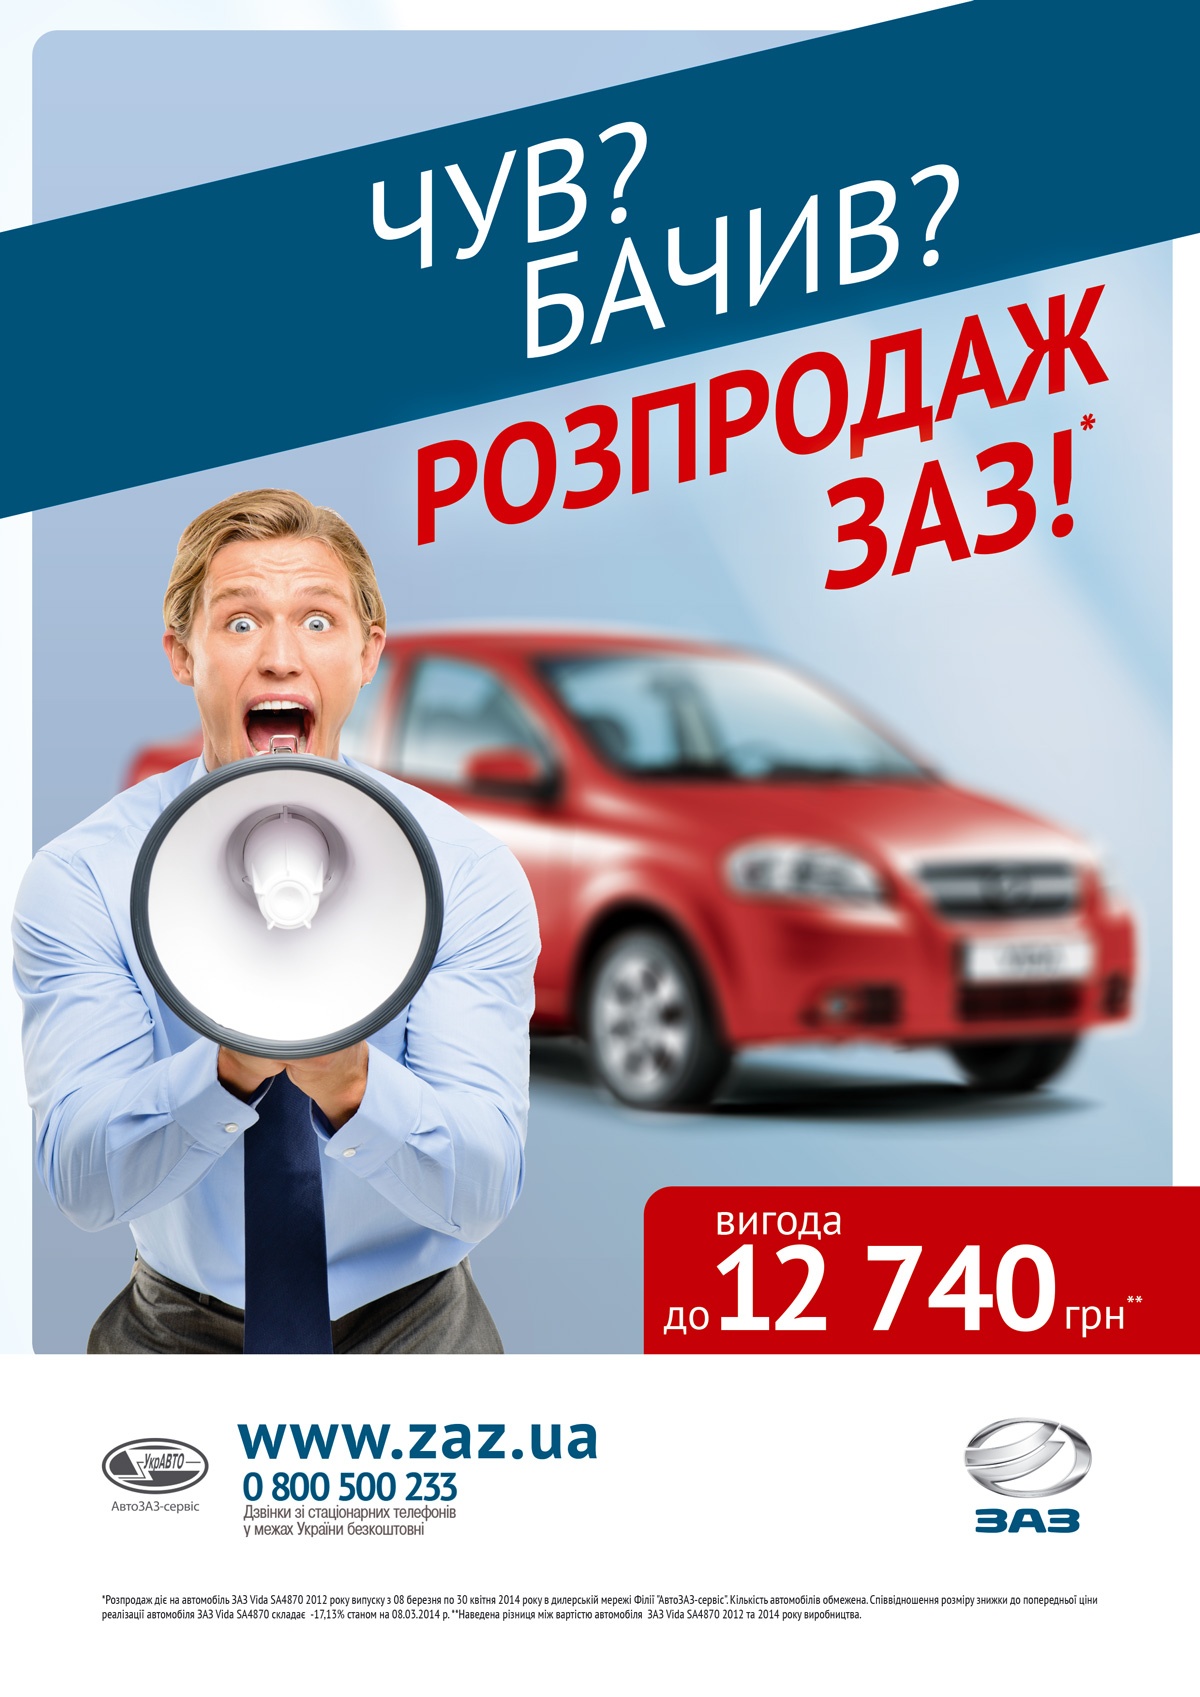 ЧУВ?
БАЧИВ?
РОЗПРОДАЖ
ЗАЗ!*
вигода
до 12 740 грн**
www.zaz.ua
0 800 500 233
Дзвінки зі стаціонарних телефонів
у межах України безкоштовні
УкрАВТО
АвтоЗАЗ-сервіс
ЗАЗ
*Розпродаж діє на автомобіль ЗАЗ Vida SA4870 2012 року випуску з 08 березня по 30 квітня 2014 року в дилерській мережі Філії "АвтоЗАЗ-сервіс". Кількість автомобілів обмежена. Співвідношення розміру знижки до попередньої ціни
реалізації автомобіля ЗАЗ Vida SA4870 складає -17,13% станом на 08.03.2014 р. **Наведена різниця між вартістю автомобіля ЗАЗ Vida SA4870 2012 та 2014 року виробництва.